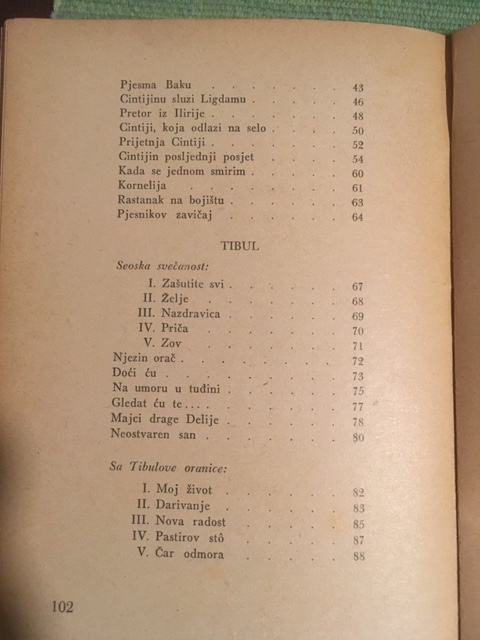 Pjesma Baku . . . . . . 43
Cintijinu sluzi Ligdamu . . . . . 46
Pretor iz Ilirije . . . . . . 48
Cintiji, koja odlazi na selo . . . . 50
Prijetnja Cintiji . . . . . . 52
Cintijin posljednji posjet . . . . . 54
Kada se jednom smirim . . . . . 60
Kornelija . . . . . . . 61
Rastanak na bojištu . . . . . . 63
Pjesnikov zavičaj . . . . . . 64
TIBUL
Seoska svečanost:
I. Zašutite svi . . . . . . 67
II. Želje . . . . . . 68
III. Nazdravica . . . . . 69
IV. Priča . . . . . . 70
V. Zov . . . . . . 71
Njezin orač . . . . . . . 72
Doći ću . . . . . . . 73
Na umoru u tuđini . . . . . 75
Gledat ću te . . . . . . . . 77
Majci drage Delije . . . . . . 78
Neostvaren san . . . . . . 80
Sa Tibulove oranice:
I. Moj život . . . . . . 82
II. Darivanje . . . . . . 83
III. Nova radost . . . . . 85
IV. Pastirov stô . . . . . 87
V. Čar odmora . . . . . 88
102